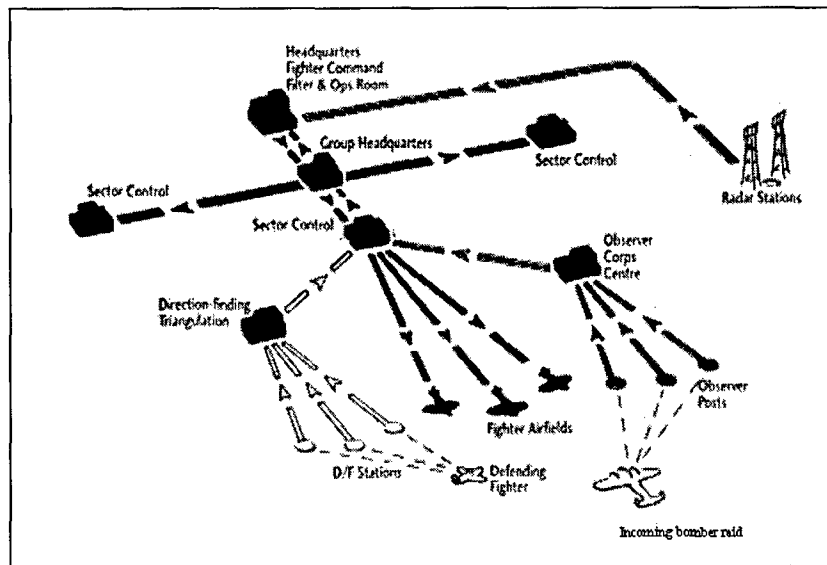 Headquarters
Fighter Command
Filter & Ops Room
Group Headquarters
Sector Control
Radar Stations
Sector Control
Sector Control
Observer
Corps
Centre
Direction-finding
Triangulation
Observer
Posts
Fighter Airfields
D/F Stations
Defending
Fighter
Incoming bomber raid